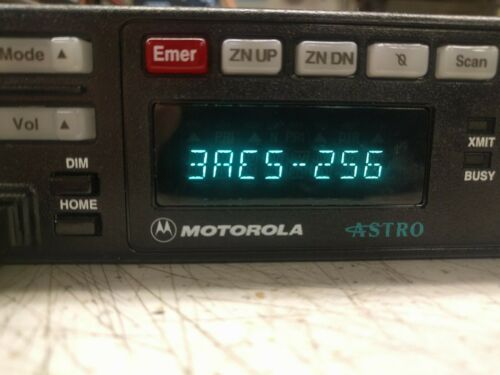 Mode ▲ Emer ZN UP ZN DN Scan
Vol ▲
3AES-256
XMIT
DIM
BUSY
HOME
MOTOROLA ASTRO